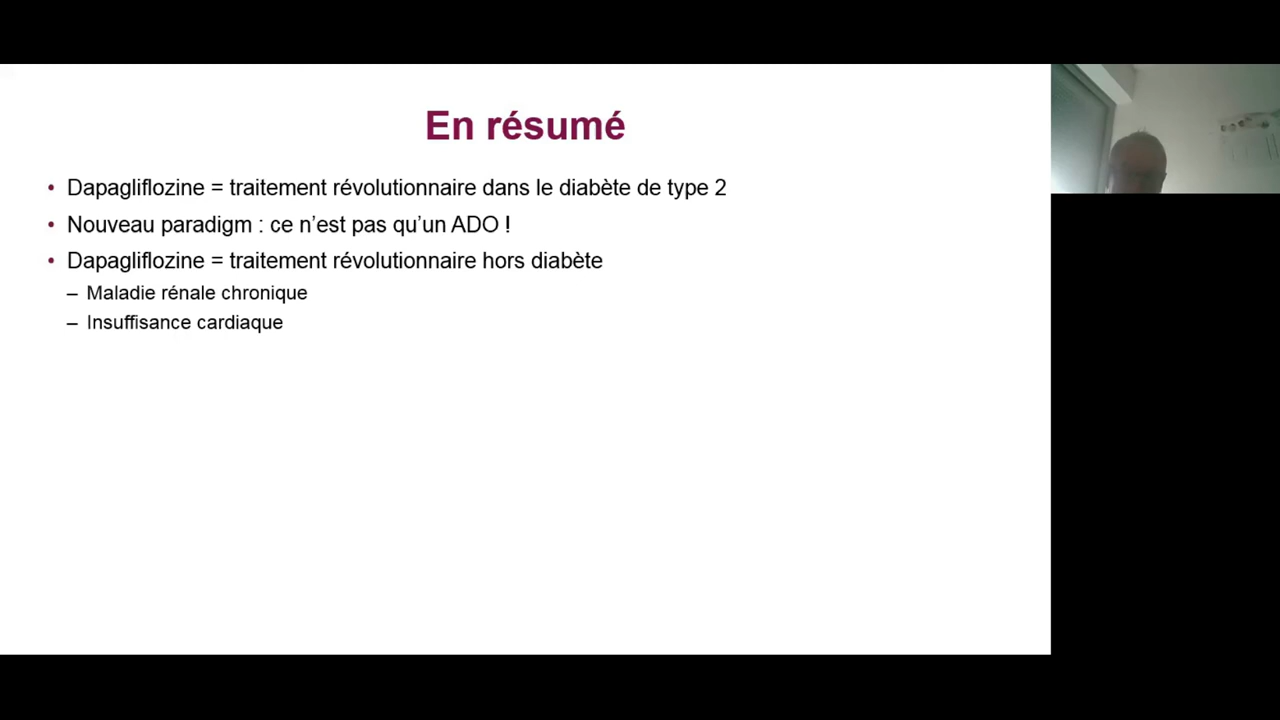 En résumé
• Dapagliflozine = traitement révolutionnaire dans le diabète de type 2
• Nouveau paradigm : ce n’est pas qu’un ADO !
• Dapagliflozine = traitement révolutionnaire hors diabète
– Maladie rénale chronique
– Insuffisance cardiaque